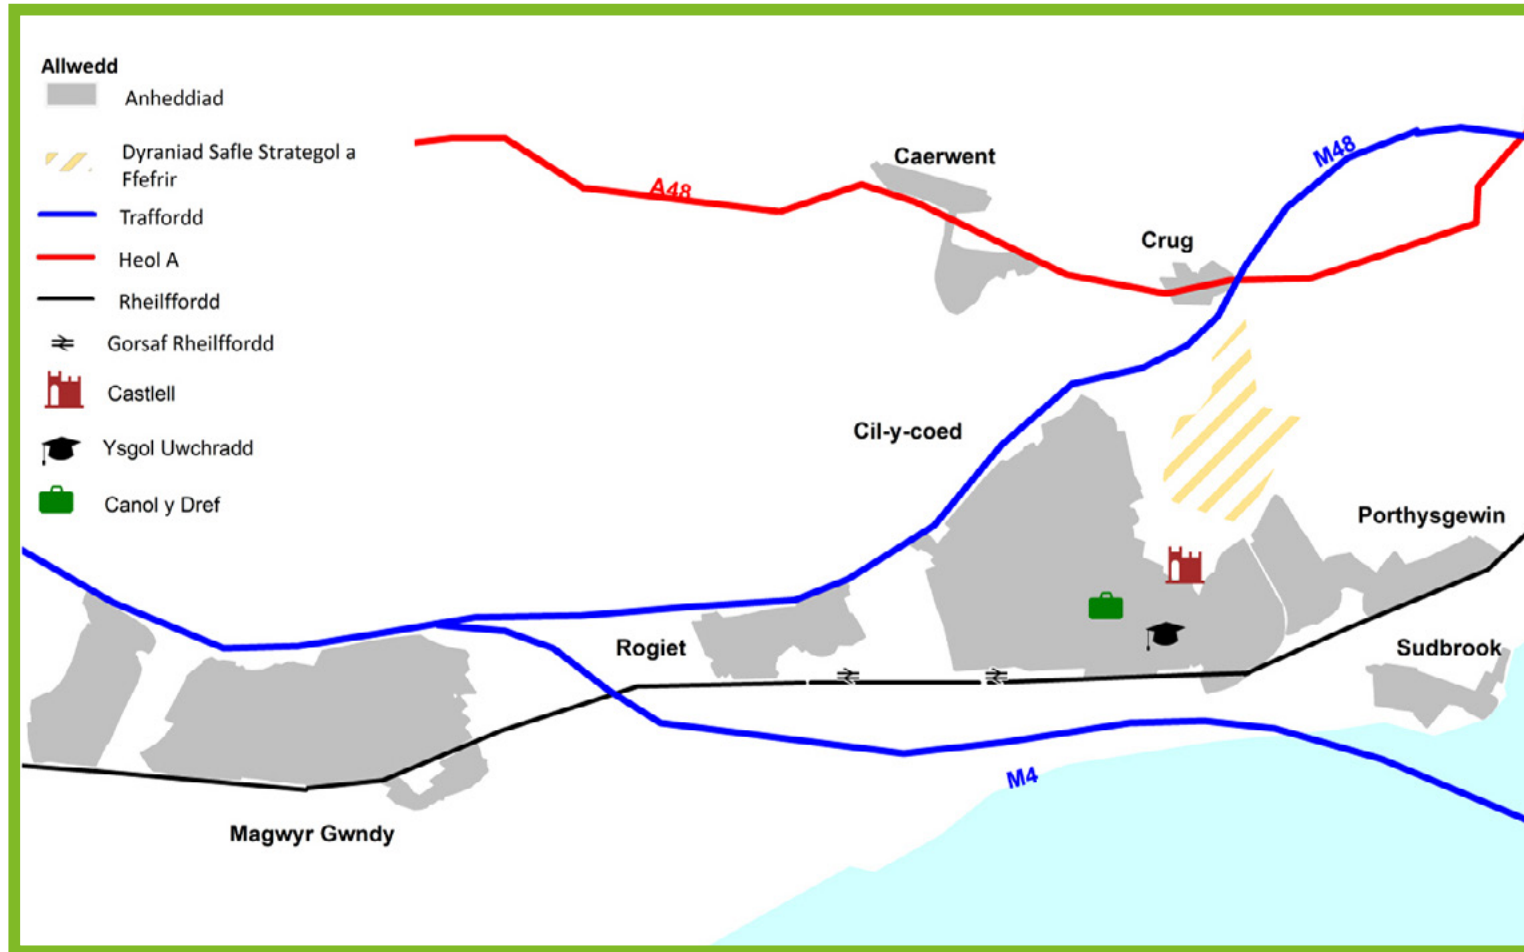 Allwedd
Anheddiad
Dyraniad Safle Strategol a
Ffefrir
Traffordd
Heol A
Rheilffordd
Gorsaf Rheilffordd
Castlell
Ysgol Uwchradd
Canol y Dref
A48
Caerwent
M48
Crug
Cil-y-coed
Porthysgewin
Rogiet
Sudbrook
M4
Magwyr Gwndy